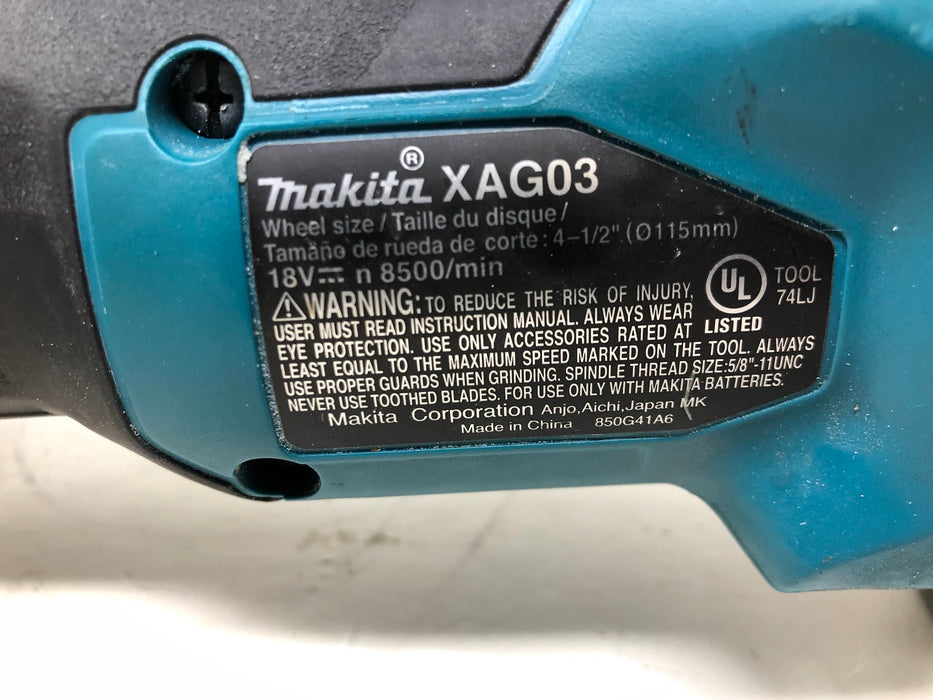 makita® XAG03
Wheel size / Taille du disque /
Tamaño de rueda de corte : 4-1/2" (Ø115mm)
18V⎓ n 8500/min
⚠WARNING: TO REDUCE THE RISK OF INJURY,
USER MUST READ INSTRUCTION MANUAL. ALWAYS WEAR
EYE PROTECTION. USE ONLY ACCESSORIES RATED AT
LEAST EQUAL TO THE MAXIMUM SPEED MARKED ON THE TOOL. ALWAYS
USE PROPER GUARDS WHEN GRINDING. SPINDLE THREAD SIZE:5/8"-11UNC
NEVER USE TOOTHED BLADES. FOR USE ONLY WITH MAKITA BATTERIES.
Makita Corporation Anjo,Aichi,Japan MK
Made in China 850G41A6
UL
LISTED
TOOL
74LJ